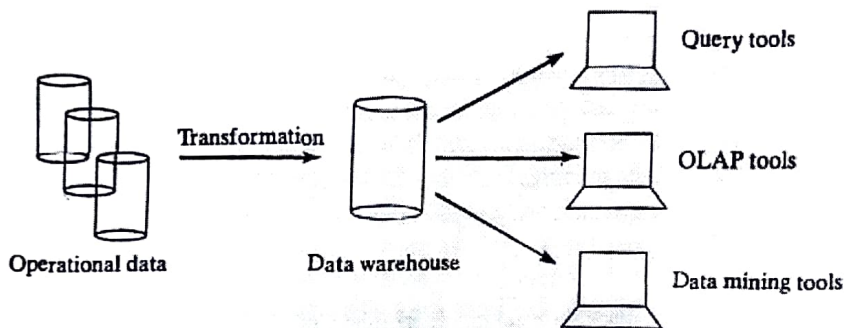 Query tools
Transformation
OLAP tools
Operational data
Data warehouse
Data mining tools